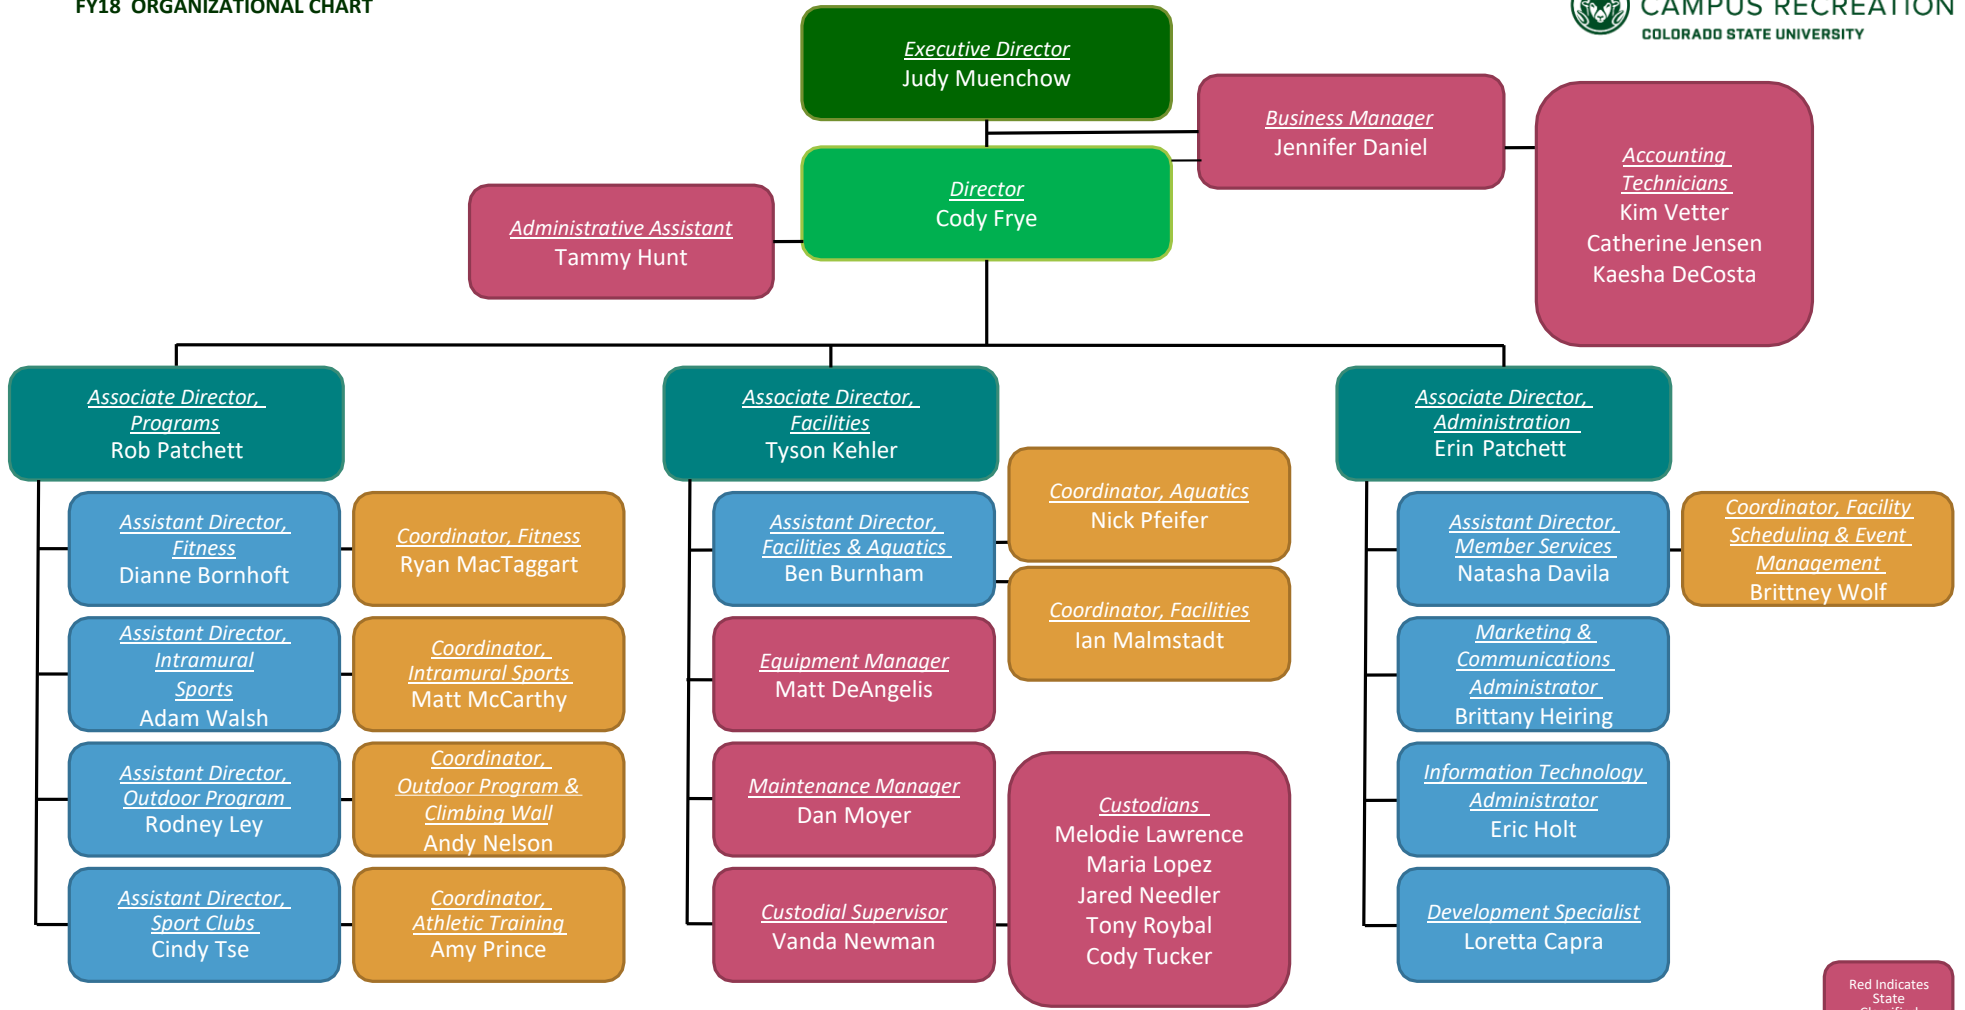 FY18 ORGANIZATIONAL CHART
CAMPUS RECREATION
COLORADO STATE UNIVERSITY
Executive Director
Judy Muenchow
Business Manager
Jennifer Daniel
Accounting
Technicians
Kim Vetter
Catherine Jensen
Kaesha DeCosta
Director
Cody Frye
Administrative Assistant
Tammy Hunt
Associate Director,
Programs
Rob Patchett
Associate Director,
Facilities
Tyson Kehler
Associate Director,
Administration
Erin Patchett
Assistant Director,
Fitness
Dianne Bornhoft
Coordinator, Fitness
Ryan MacTaggart
Assistant Director,
Intramural
Sports
Adam Walsh
Coordinator,
Intramural Sports
Matt McCarthy
Assistant Director,
Outdoor Program
Rodney Ley
Coordinator,
Outdoor Program &
Climbing Wall
Andy Nelson
Assistant Director,
Sport Clubs
Cindy Tse
Coordinator,
Athletic Training
Amy Prince
Assistant Director,
Facilities & Aquatics
Ben Burnham
Coordinator, Aquatics
Nick Pfeifer
Coordinator, Facilities
Ian Malmstadt
Equipment Manager
Matt DeAngelis
Maintenance Manager
Dan Moyer
Custodial Supervisor
Vanda Newman
Custodians
Melodie Lawrence
Maria Lopez
Jared Needler
Tony Roybal
Cody Tucker
Assistant Director,
Member Services
Natasha Davila
Coordinator, Facility
Scheduling & Event
Management
Brittney Wolf
Marketing &
Communications
Administrator
Brittany Heiring
Information Technology
Administrator
Eric Holt
Development Specialist
Loretta Capra
Red Indicates
State